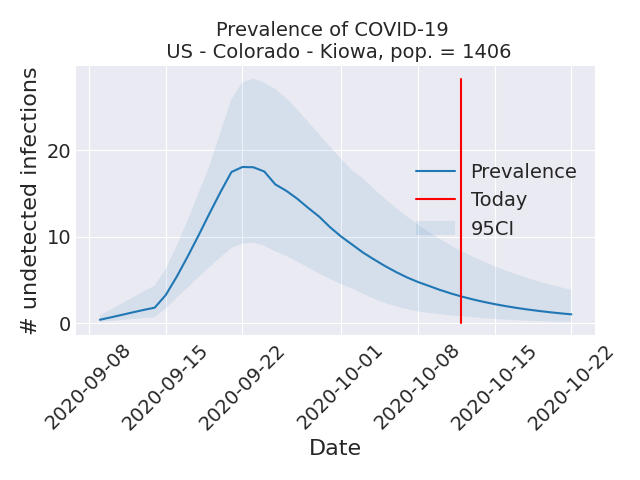 Prevalence of COVID-19
US - Colorado - Kiowa, pop. = 1406
# undetected infections
20
10
0
Prevalence
Today
95CI
2020-09-08
2020-09-15
2020-09-22
2020-10-01
2020-10-08
2020-10-15
2020-10-22
Date